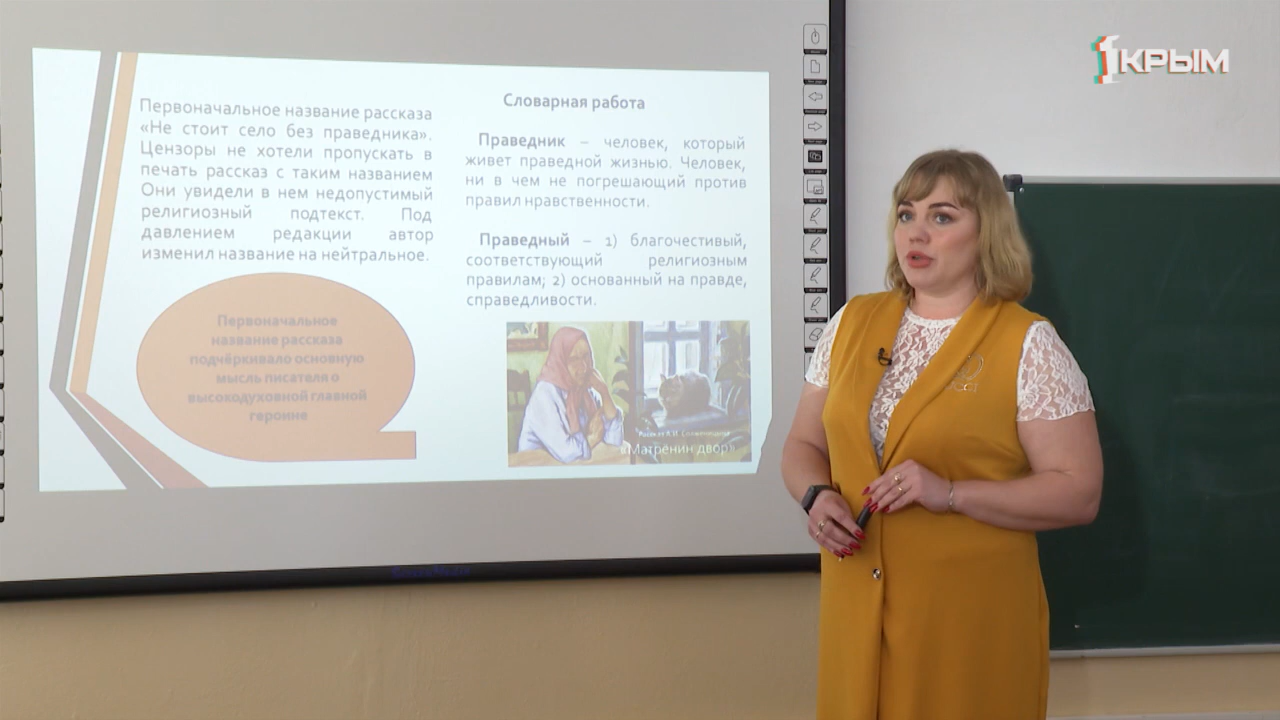 1 КРЫМ
Первоначальное название рассказа
«Не стоит село без праведника».
Цензоры не хотели пропускать в
печать рассказ с таким названием
Они увидели в нем недопустимый
религиозный подтекст. Под
давлением редакции автор
изменил название на нейтральное.
Первоначальное
название рассказа
подчёркивало основную
мысль писателя о
высокодуховной главной
героине
Словарная работа
Праведник – человек, который
живет праведной жизнью. Человек,
ни в чем не погрешающий против
правил нравственности.
Праведный – 1) благочестивый,
соответствующий религиозным
правилам; 2) основанный на правде,
справедливости.
«Матренин двор»